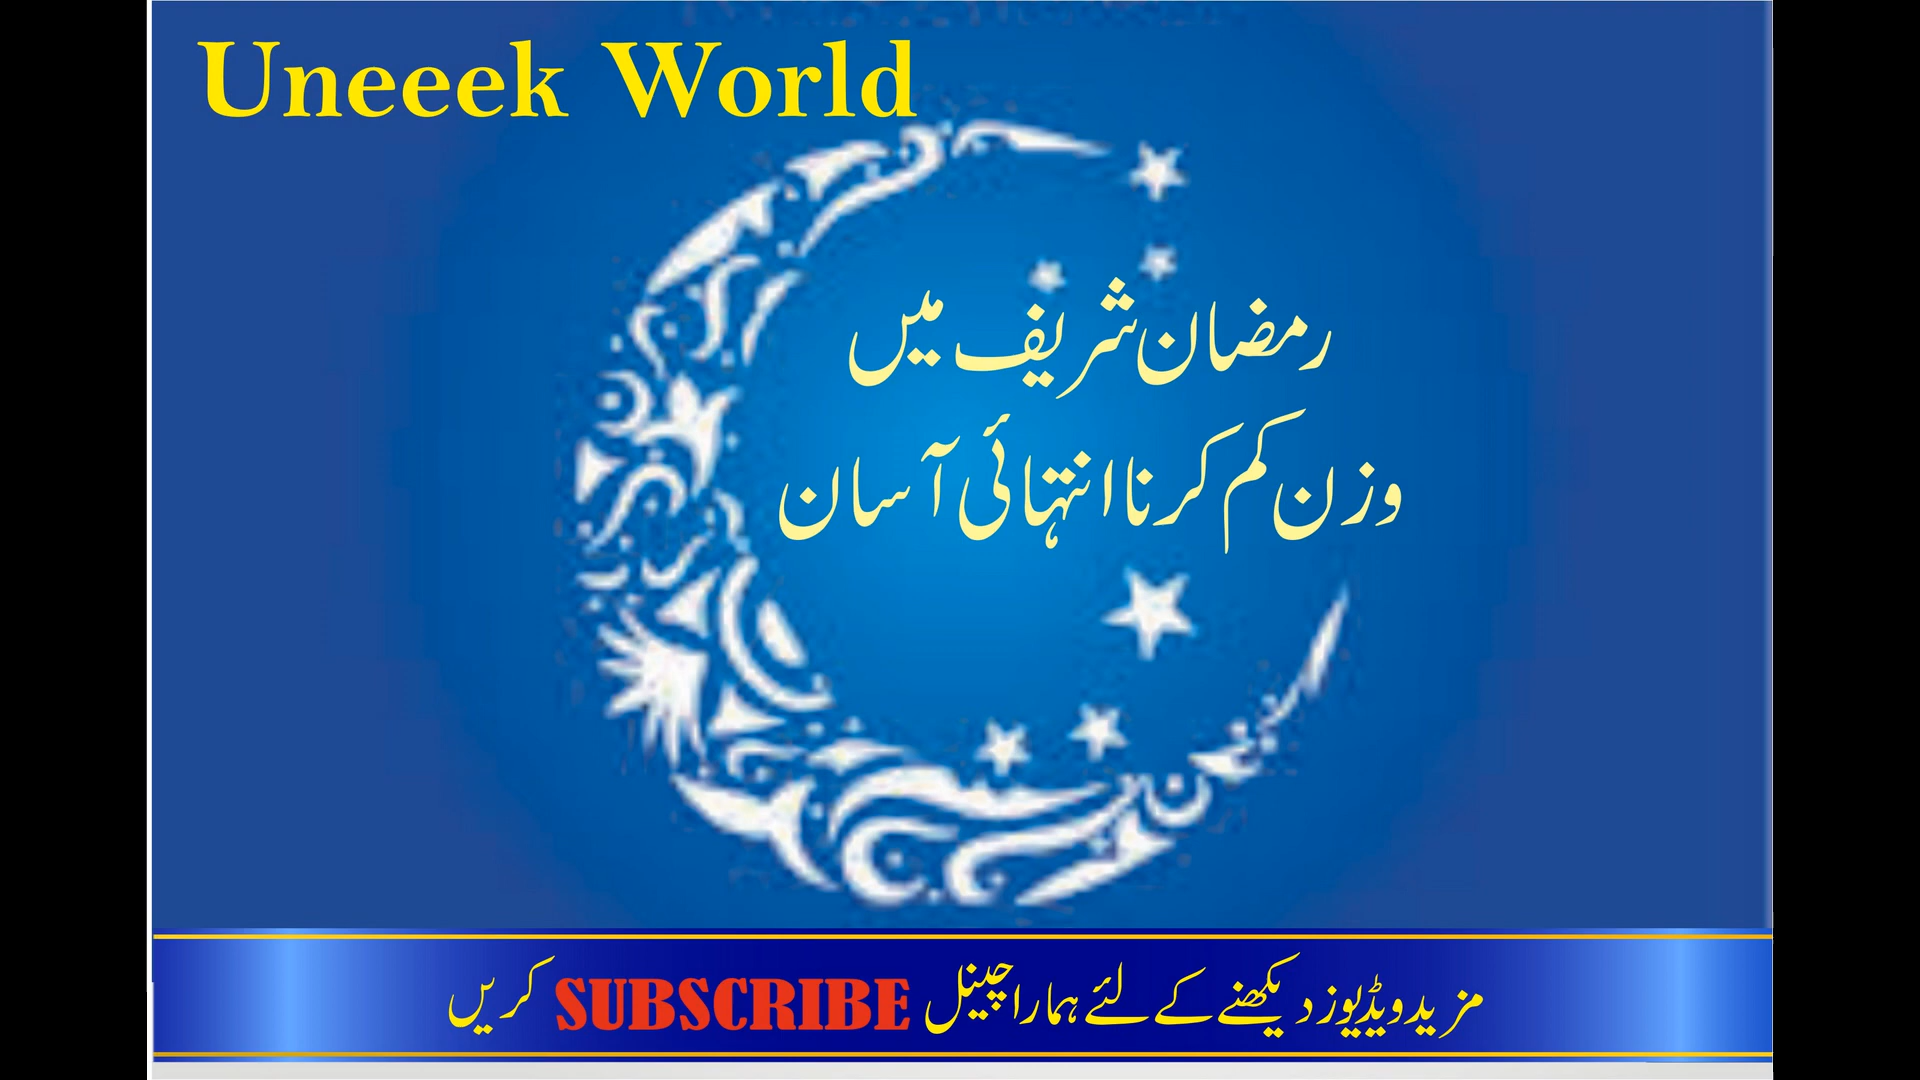 Uneeek World
رمضان شریف میں
وزن کم کرنا انتہائی آسان
مزید ویڈیوز دیکھنے کے لئے ہمارا چینل SUBSCRIBE کریں